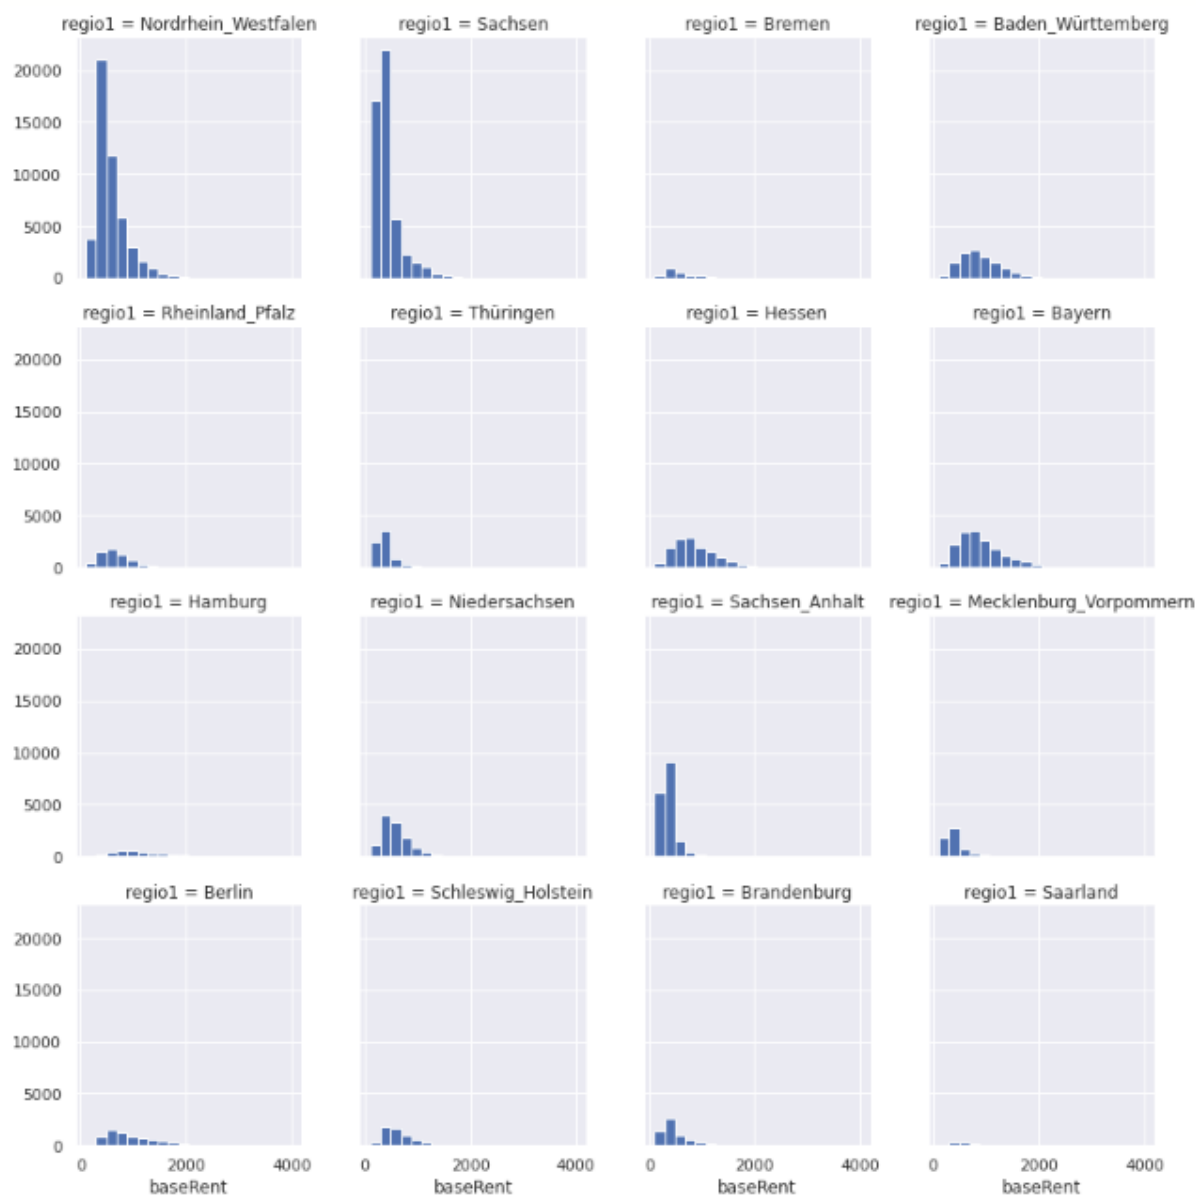 regio1 = Nordrhein_Westfalen
regio1 = Sachsen
regio1 = Bremen
regio1 = Baden_Württemberg
20000
15000
10000
5000
0
regio1 = Rheinland_Pfalz
regio1 = Thüringen
regio1 = Hessen
regio1 = Bayern
20000
15000
10000
5000
0
regio1 = Hamburg
regio1 = Niedersachsen
regio1 = Sachsen_Anhalt
regio1 = Mecklenburg_Vorpommern
20000
15000
10000
5000
0
regio1 = Berlin
regio1 = Schleswig_Holstein
regio1 = Brandenburg
regio1 = Saarland
20000
15000
10000
5000
0
0 2000 4000
0 2000 4000
0 2000 4000
0 2000 4000
baseRent
baseRent
baseRent
baseRent